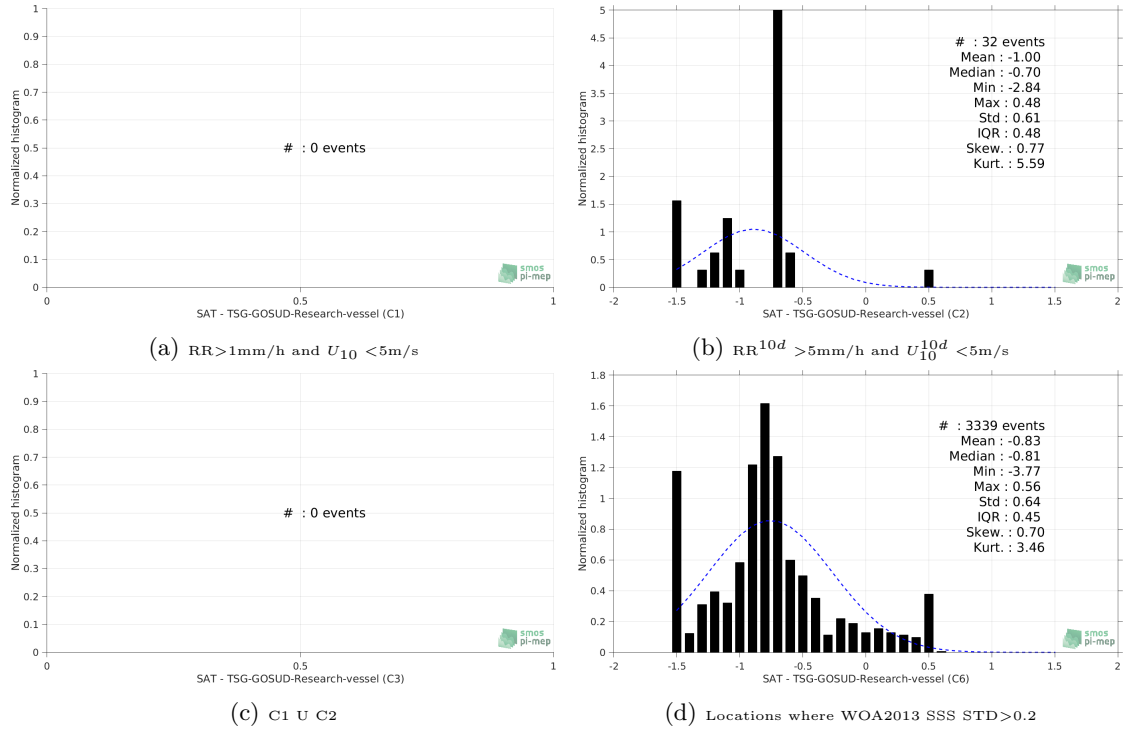 1
0.9
0.8
0.7
0.6
0.5
0.4
0.3
0.2
0.1
0
0
0.5
1
Normalized histogram
# : 0 events
smos
pi-mep
SAT - TSG-GOSUD-Research-vessel (C1)
(a) RR>1mm/h and U10 <5m/s
5
4.5
4
3.5
3
2.5
2
1.5
1
0.5
0
-2
-1.5
-1
-0.5
0
0.5
1
1.5
2
Normalized histogram
# : 32 events
Mean : -1.00
Median : -0.70
Min : -2.84
Max : 0.48
Std : 0.61
IQR : 0.48
Skew. : 0.77
Kurt. : 5.59
smos
pi-mep
SAT - TSG-GOSUD-Research-vessel (C2)
(b) RR^10d >5mm/h and U10^10d <5m/s
1
0.9
0.8
0.7
0.6
0.5
0.4
0.3
0.2
0.1
0
0
0.5
1
Normalized histogram
# : 0 events
smos
pi-mep
SAT - TSG-GOSUD-Research-vessel (C3)
(c) C1 U C2
1.8
1.6
1.4
1.2
1
0.8
0.6
0.4
0.2
0
-2
-1.5
-1
-0.5
0
0.5
1
1.5
2
Normalized histogram
# : 3339 events
Mean : -0.83
Median : -0.81
Min : -3.77
Max : 0.56
Std : 0.64
IQR : 0.45
Skew. : 0.70
Kurt. : 3.46
smos
pi-mep
SAT - TSG-GOSUD-Research-vessel (C6)
(d) Locations where WOA2013 SSS STD>0.2